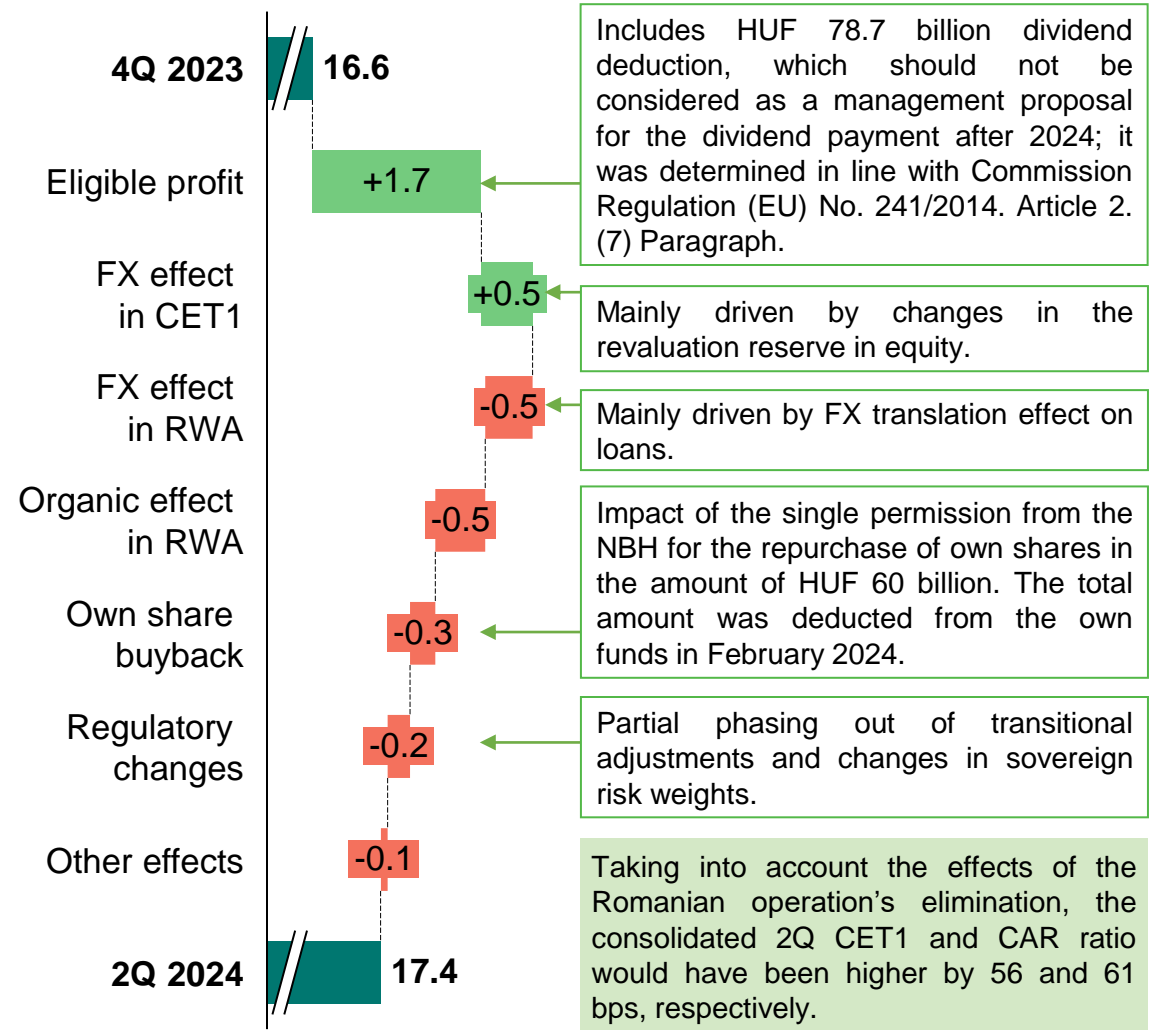 4Q 2023
16.6
Includes HUF 78.7 billion dividend
deduction, which should not be
considered as a management proposal
for the dividend payment after 2024; it
was determined in line with Commission
Regulation (EU) No. 241/2014. Article 2.
(7) Paragraph.
Eligible profit
+1.7
FX effect
in CET1
+0.5
Mainly driven by changes in the
revaluation reserve in equity.
FX effect
in RWA
-0.5
Mainly driven by FX translation effect on
loans.
Organic effect
in RWA
-0.5
Impact of the single permission from the
NBH for the repurchase of own shares in
the amount of HUF 60 billion. The total
amount was deducted from the own
funds in February 2024.
Own share
buyback
-0.3
Regulatory
changes
-0.2
Partial phasing out of transitional
adjustments and changes in sovereign
risk weights.
Other effects
-0.1
Taking into account the effects of the
Romanian operation's elimination, the
consolidated 2Q CET1 and CAR ratio
would have been higher by 56 and 61
bps, respectively.
2Q 2024
17.4